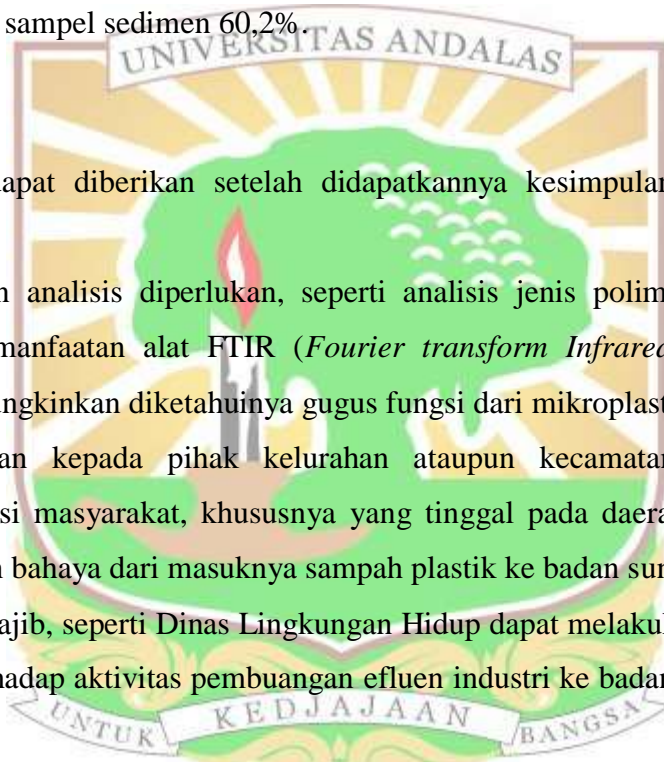 sampel sedimen 60,2%.
UNIVERSITAS ANDALAS
dapat diberikan setelah didapatkannya kesimpulan
analisis diperlukan, seperti analisis jenis polim
manfaatan alat FTIR (Fourier transform Infrared
ungkinkan diketahuinya gugus fungsi dari mikroplast
an kepada pihak kelurahan ataupun kecamatan
si masyarakat, khususnya yang tinggal pada daera
bahaya dari masuknya sampah plastik ke badan sun
ajib, seperti Dinas Lingkungan Hidup dapat melakuk
hadap aktivitas pembuangan efluen industri ke badan
UNTUK KEDJAJAAN BANGSA